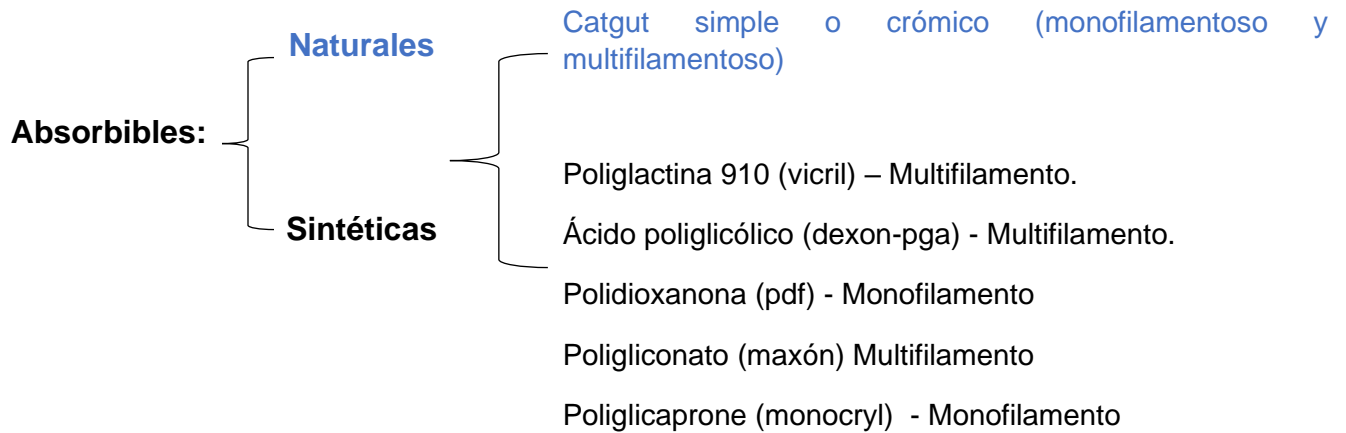 Absorbibles:
Naturales
Catgut simple o crómico (monofilamentoso y
multifilamentoso)
Sintéticas
Poliglactina 910 (vicril) – Multifilamento.
Ácido poliglicólico (dexon-pga) - Multifilamento.
Polidioxanona (pdf) - Monofilamento
Poligliconato (maxón) Multifilamento
Poliglicaprone (monocryl) - Monofilamento